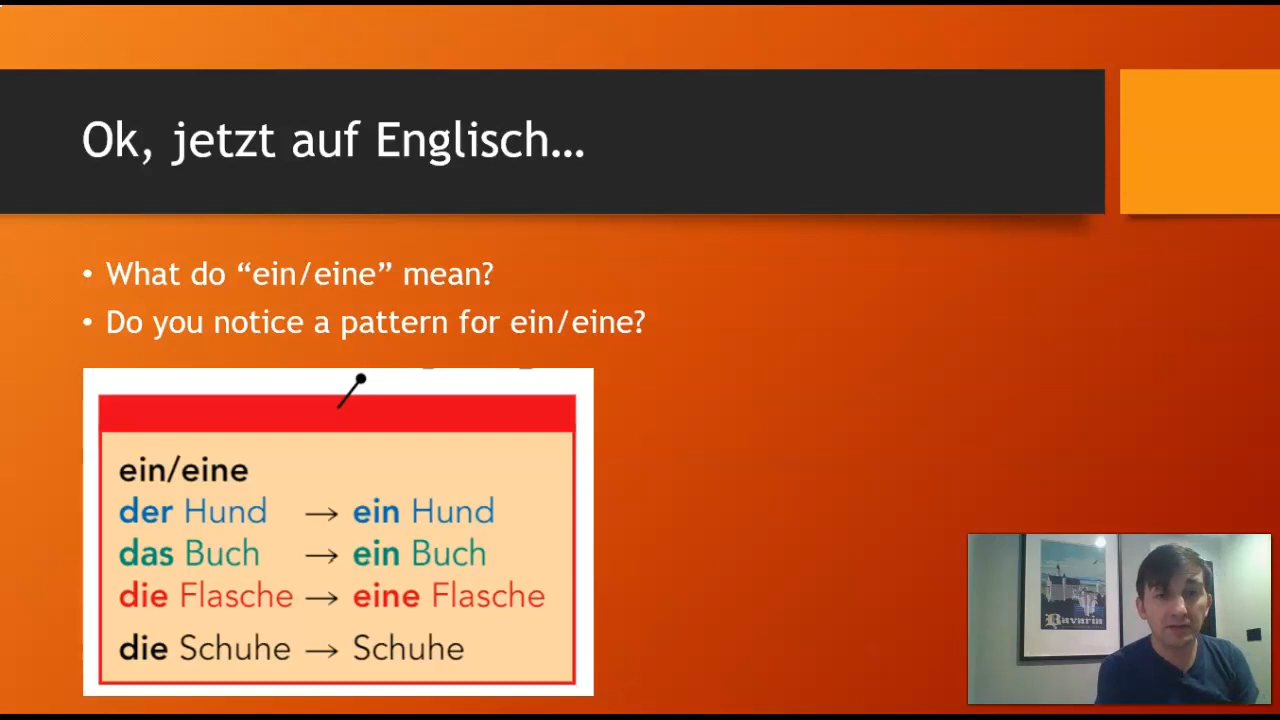 Ok, jetzt auf Englisch…
• What do “ein/eine” mean?
• Do you notice a pattern for ein/eine?
ein/eine
der Hund → ein Hund
das Buch → ein Buch
die Flasche → eine Flasche
die Schuhe → Schuhe
Bavaria